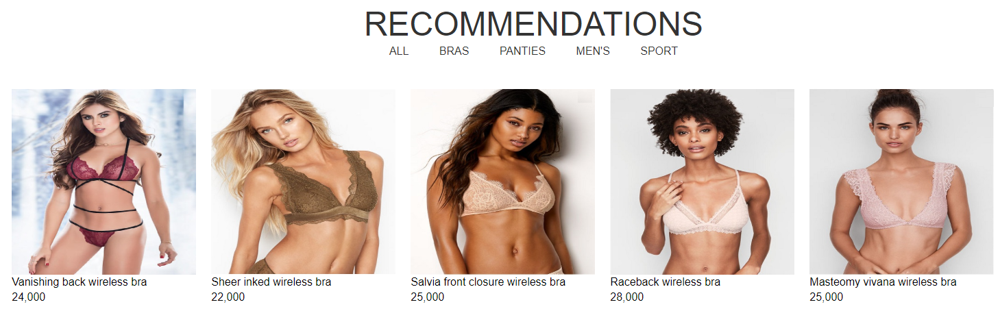 RECOMMENDATIONS
ALL BRAS PANTIES MEN'S SPORT
Vanishing back wireless bra
24,000
Sheer inked wireless bra
22,000
Salvia front closure wireless bra
25,000
Raceback wireless bra
28,000
Masteomy vivana wireless bra
25,000